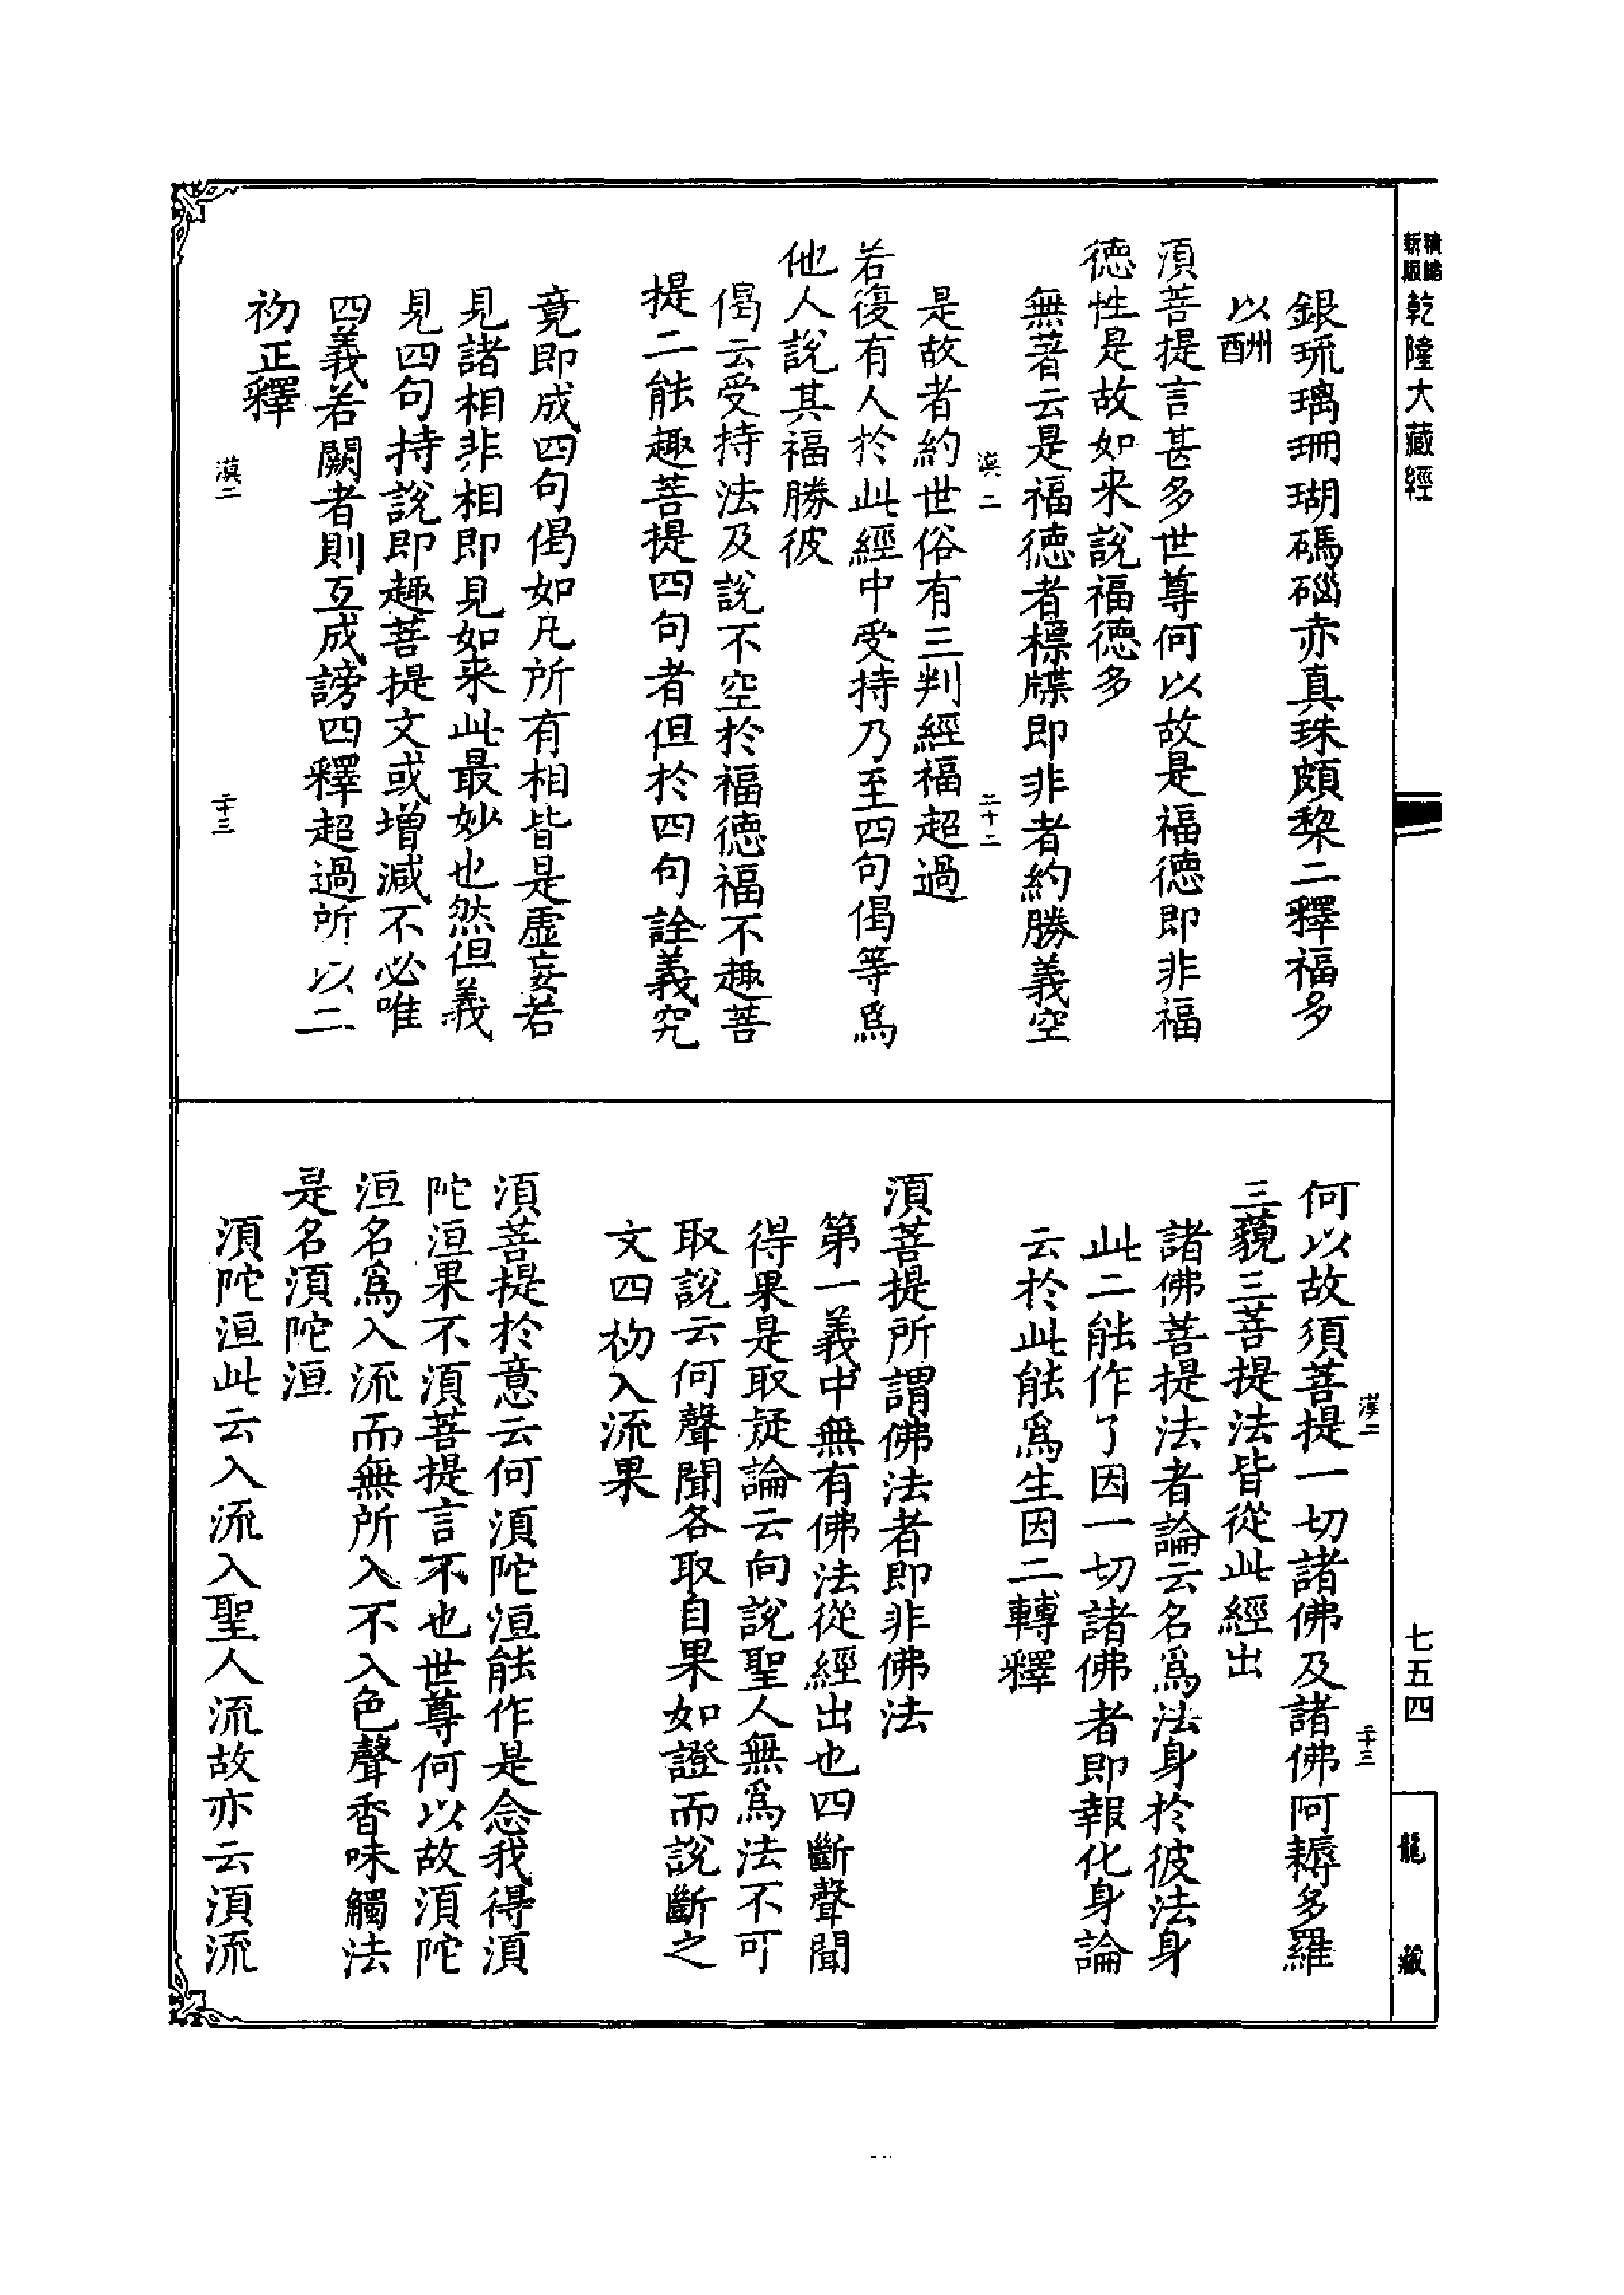 乾隆大藏經
銀琉璃珊瑚碼碯赤真珠頗黎二釋福多
以酬
須菩提言甚多世尊何以故是福德即非福
德性是故如来說福德多
無著云是福德者標牒即非者約勝義空
漠二 二十二
是故者約世俗有三判經福超過
若復有人於此經中受持乃至四句偈等爲
他人說其福勝彼
偈云受持法及說不空於福德福不趣菩
提二能趣菩提四句者但於四句詮義究
竟即成四句偈如凡所有相皆是虛妄若
見諸相非相即見如来此最妙也然但義
見四句持說即趣菩提文或增減不必唯
四義若闕者則互成謗四釋超過所以二
初正釋
漠二 二十三
何以故須菩提一切諸佛及諸佛阿耨多羅
三藐三菩提法皆從此經出
諸佛菩提法者論云名爲法身於彼法身
此二能作了因一切諸佛者即報化身論
云於此能爲生因二轉釋
須菩提所謂佛法者即非佛法
第一義中無有佛法從經出也四斷聲聞
得果是取疑論云向說聖人無爲法不可
取說云何聲聞各取自果如證而說斷之
文四初入流果
須菩提於意云何須陀洹能作是念我得須
陀洹果不須菩提言不也世尊何以故須陀
洹名爲入流而無所入不入色聲香味觸法
是名須陀洹
須陀洹此云入流入聖人流故亦云須流
七五四
龍藏